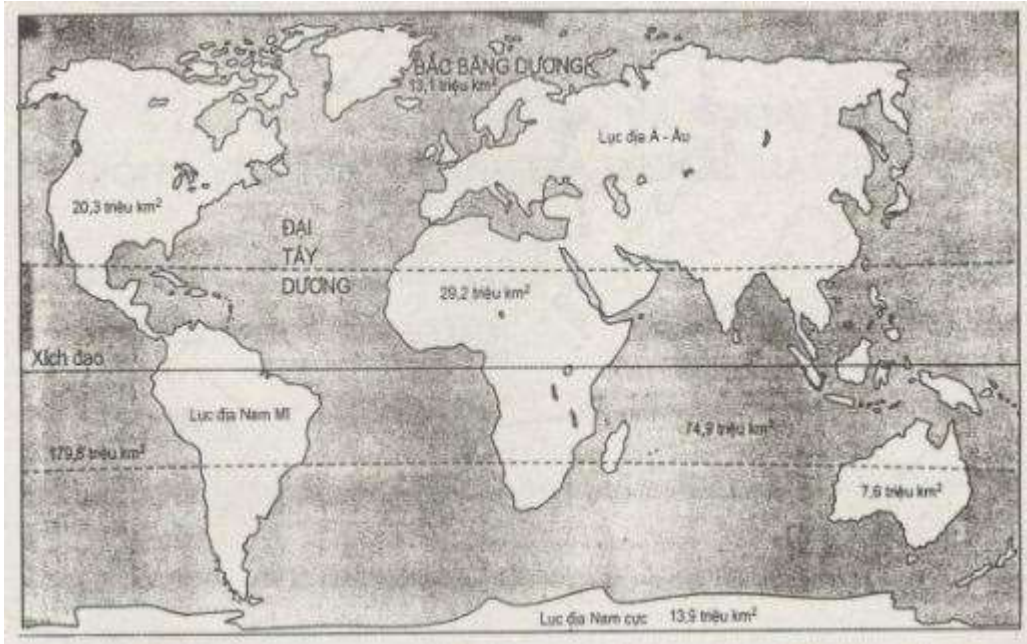 BẮC BĂNG DƯƠNG
13,1 triệu km²
Lục địa Á - Âu
20,3 triệu km²
ĐẠI
TÂY
DƯƠNG
29,2 triệu km²
Xích đạo
Lục địa Nam Mĩ
179,6 triệu km²
74,9 triệu km²
7,6 triệu km²
Lục địa Nam cực 13,9 triệu km²